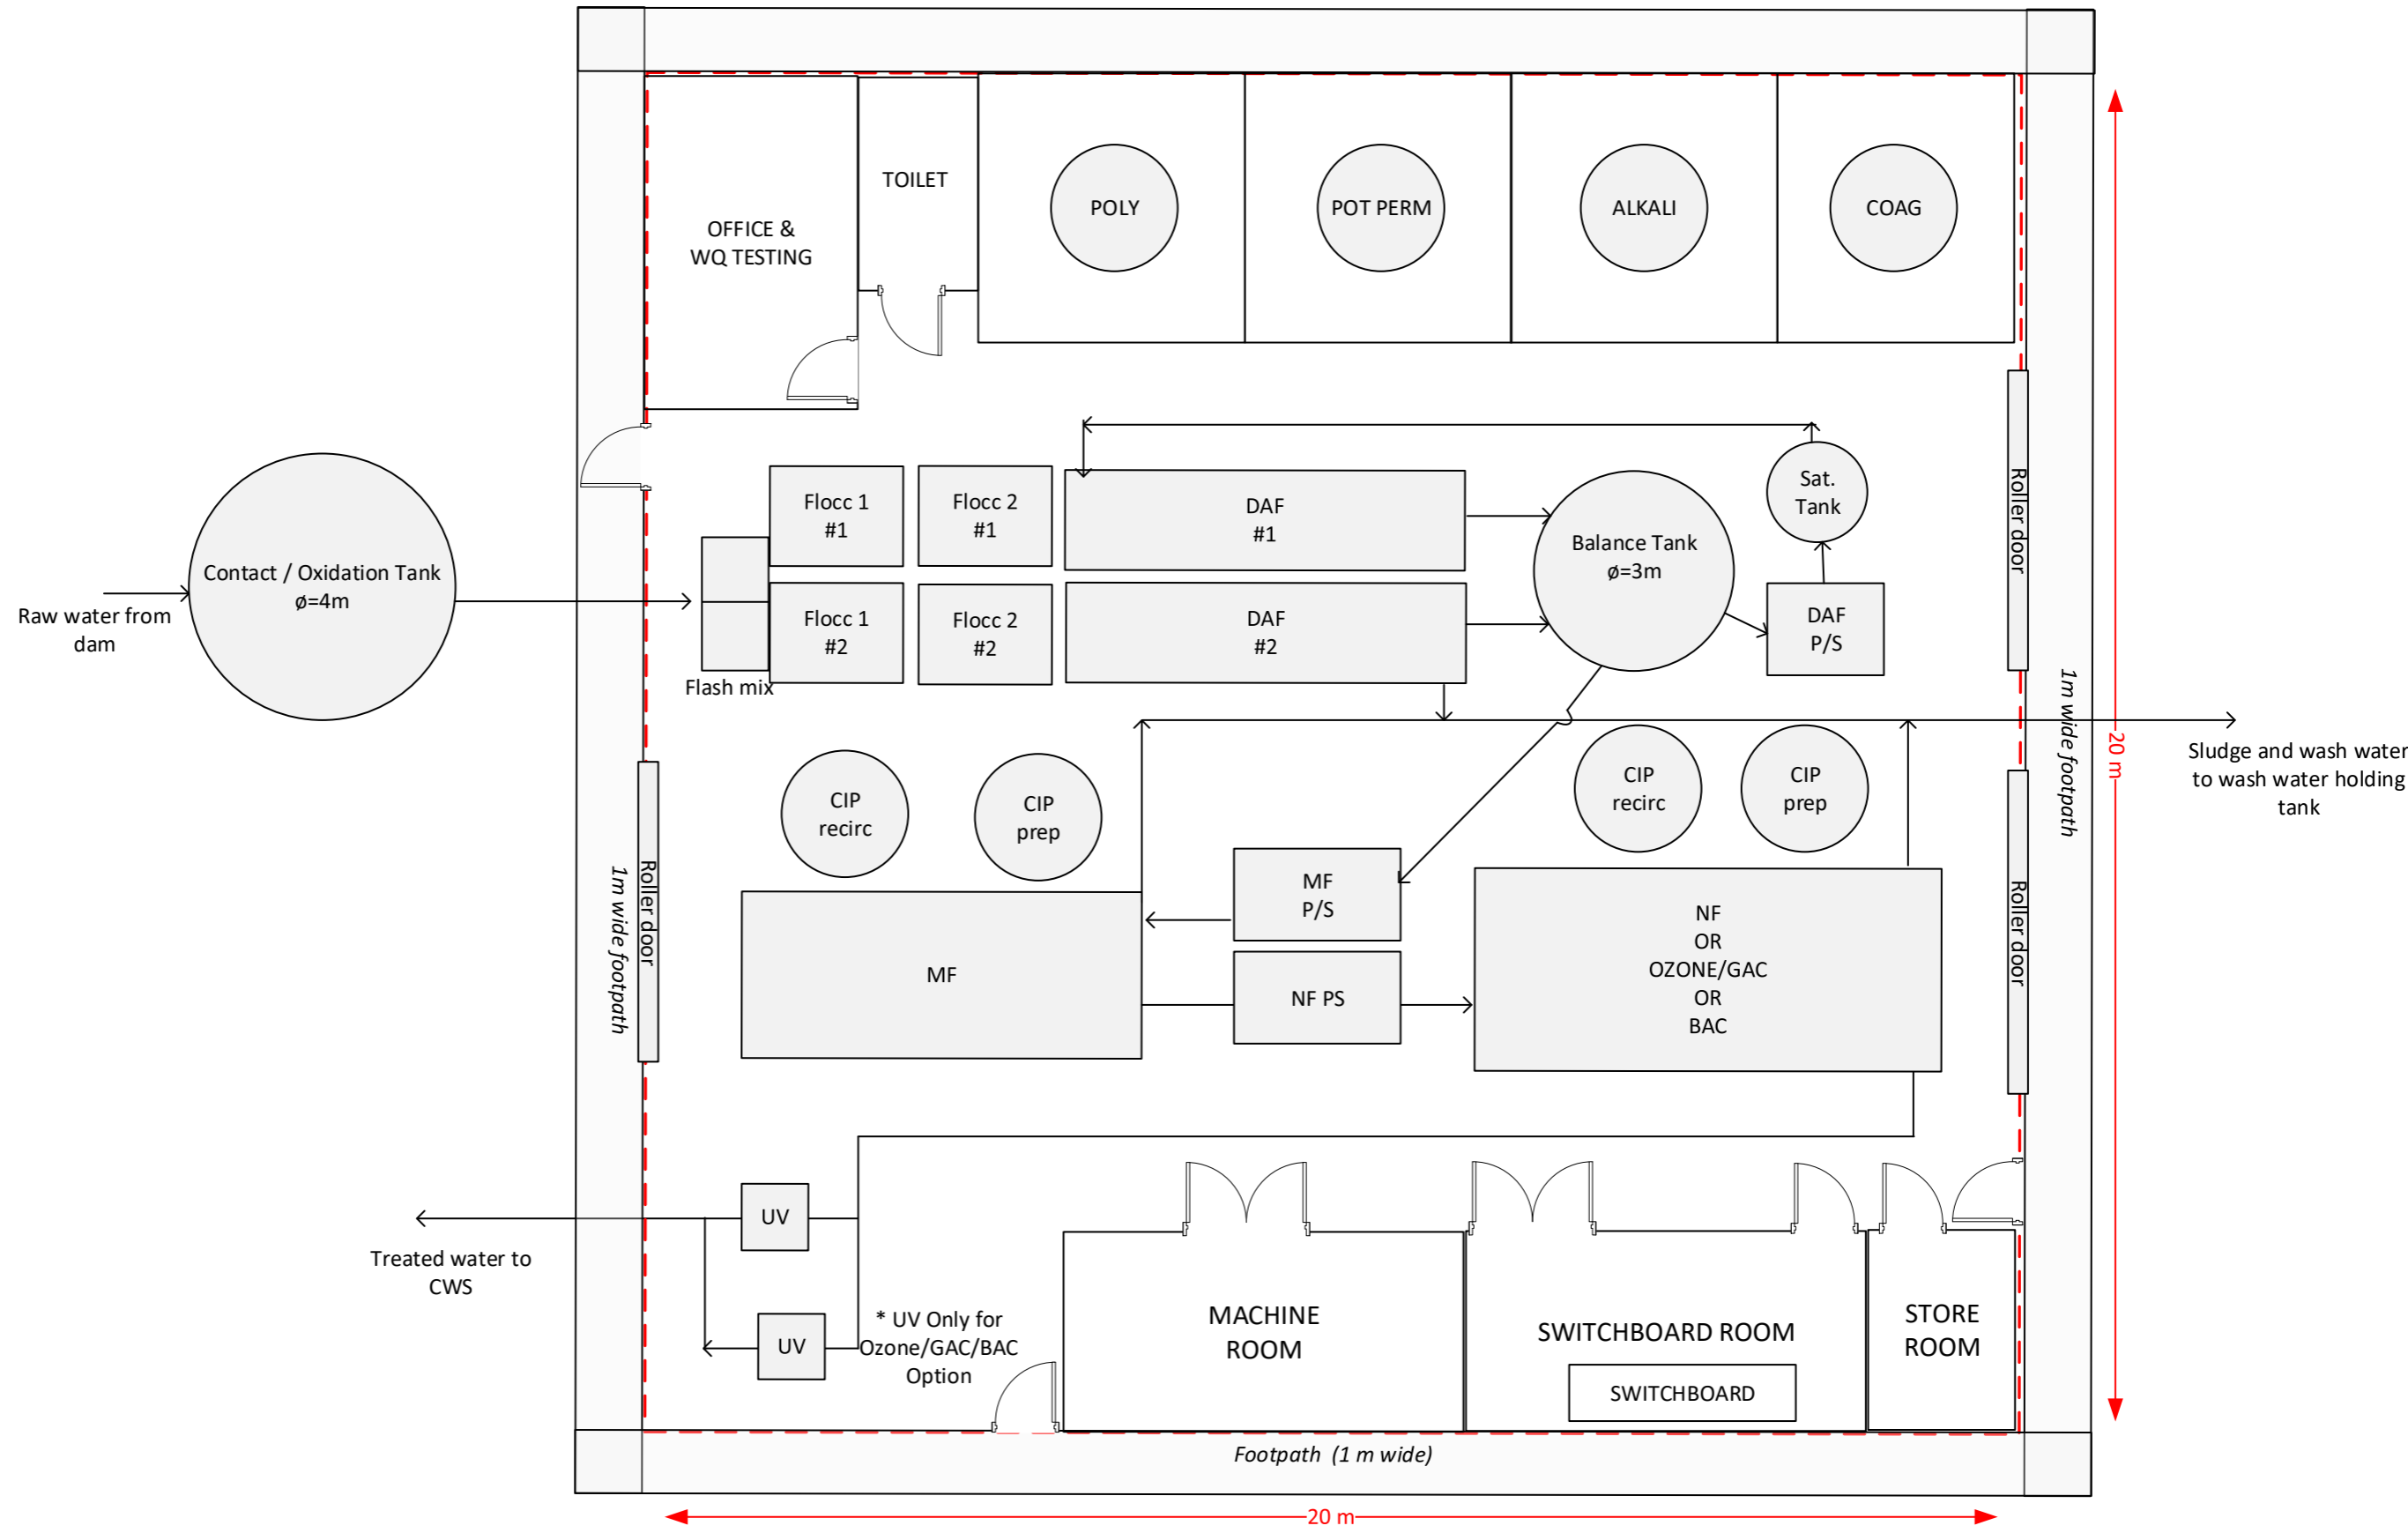 OFFICE &
WQ TESTING
TOILET
POLY
POT PERM
ALKALI
COAG
Raw water from
dam
Contact / Oxidation Tank
ø=4m
Flash mix
Flocc 1
#1
Flocc 2
#1
DAF
#1
Flocc 1
#2
Flocc 2
#2
DAF
#2
Balance Tank
ø=3m
Sat.
Tank
DAF
P/S
Roller door
1m wide footpath
20 m
Sludge and wash water
to wash water holding
tank
CIP
recirc
CIP
prep
CIP
recirc
CIP
prep
Roller door
1m wide footpath
MF
MF
P/S
NF PS
NF
OR
OZONE/GAC
OR
BAC
Roller door
UV
UV
Treated water to
CWS
* UV Only for
Ozone/GAC/BAC
Option
MACHINE
ROOM
SWITCHBOARD ROOM
SWITCHBOARD
STORE
ROOM
Footpath (1 m wide)
20 m